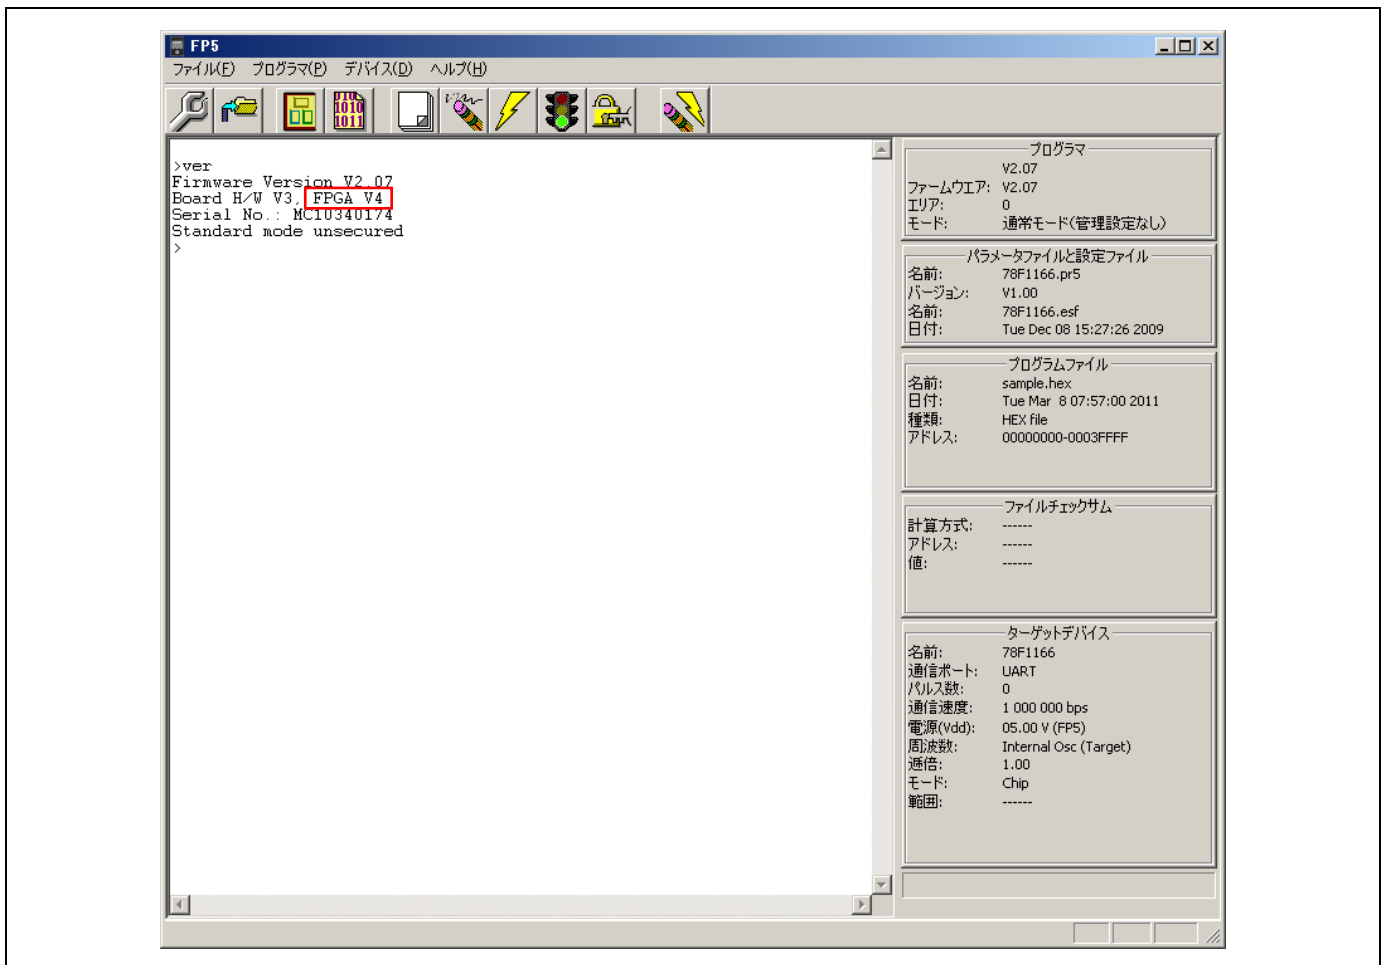 FP5
ファイル(F) プログラマ(P) デバイス(D) ヘルプ(H)
>ver
Firmware Version V2.07
Board H/W V3, FPGA V4
Serial No.: MC10340174
Standard mode unsecured
>
プログラマ
V2.07
ファームウエア: V2.07
エリア: 0
モード: 通常モード(管理設定なし)
パラメータファイルと設定ファイル
名前: 78F1166.pr5
バージョン: V1.00
名前: 78F1166.esf
日付: Tue Dec 08 15:27:26 2009
プログラムファイル
名前: sample.hex
日付: Tue Mar  8 07:57:00 2011
種類: HEX file
アドレス: 00000000-0003FFFF
ファイルチェックサム
計算方式: ------
アドレス: ------
値: ------
ターゲットデバイス
名前: 78F1166
通信ポート: UART
パルス数: 0
通信速度: 1 000 000 bps
電源(Vdd): 05.00 V (FP5)
周波数: Internal Osc (Target)
逓倍: 1.00
モード: Chip
範囲: ------